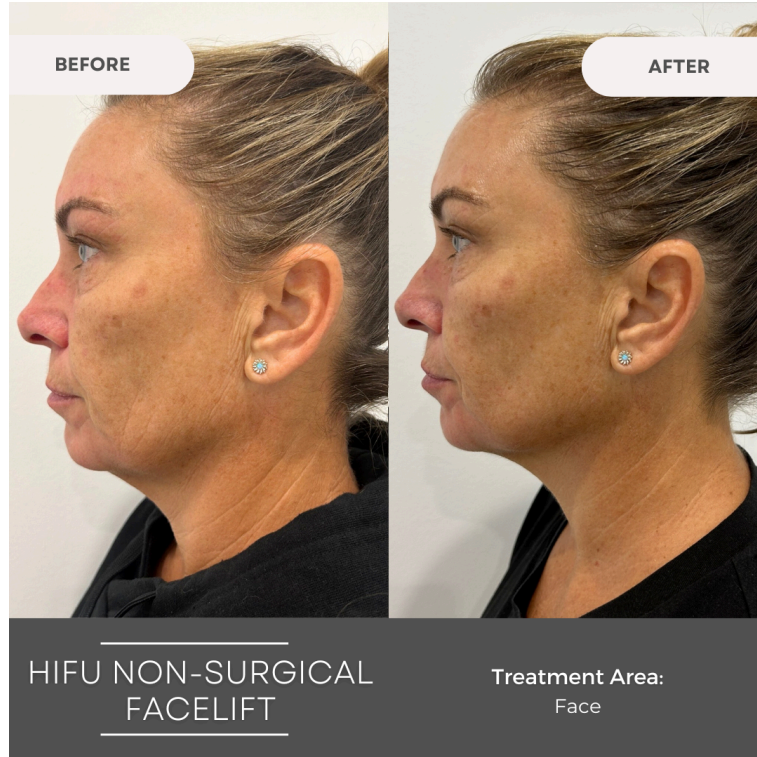 BEFORE
AFTER
HIFU NON-SURGICAL
FACELIFT
Treatment Area:
Face